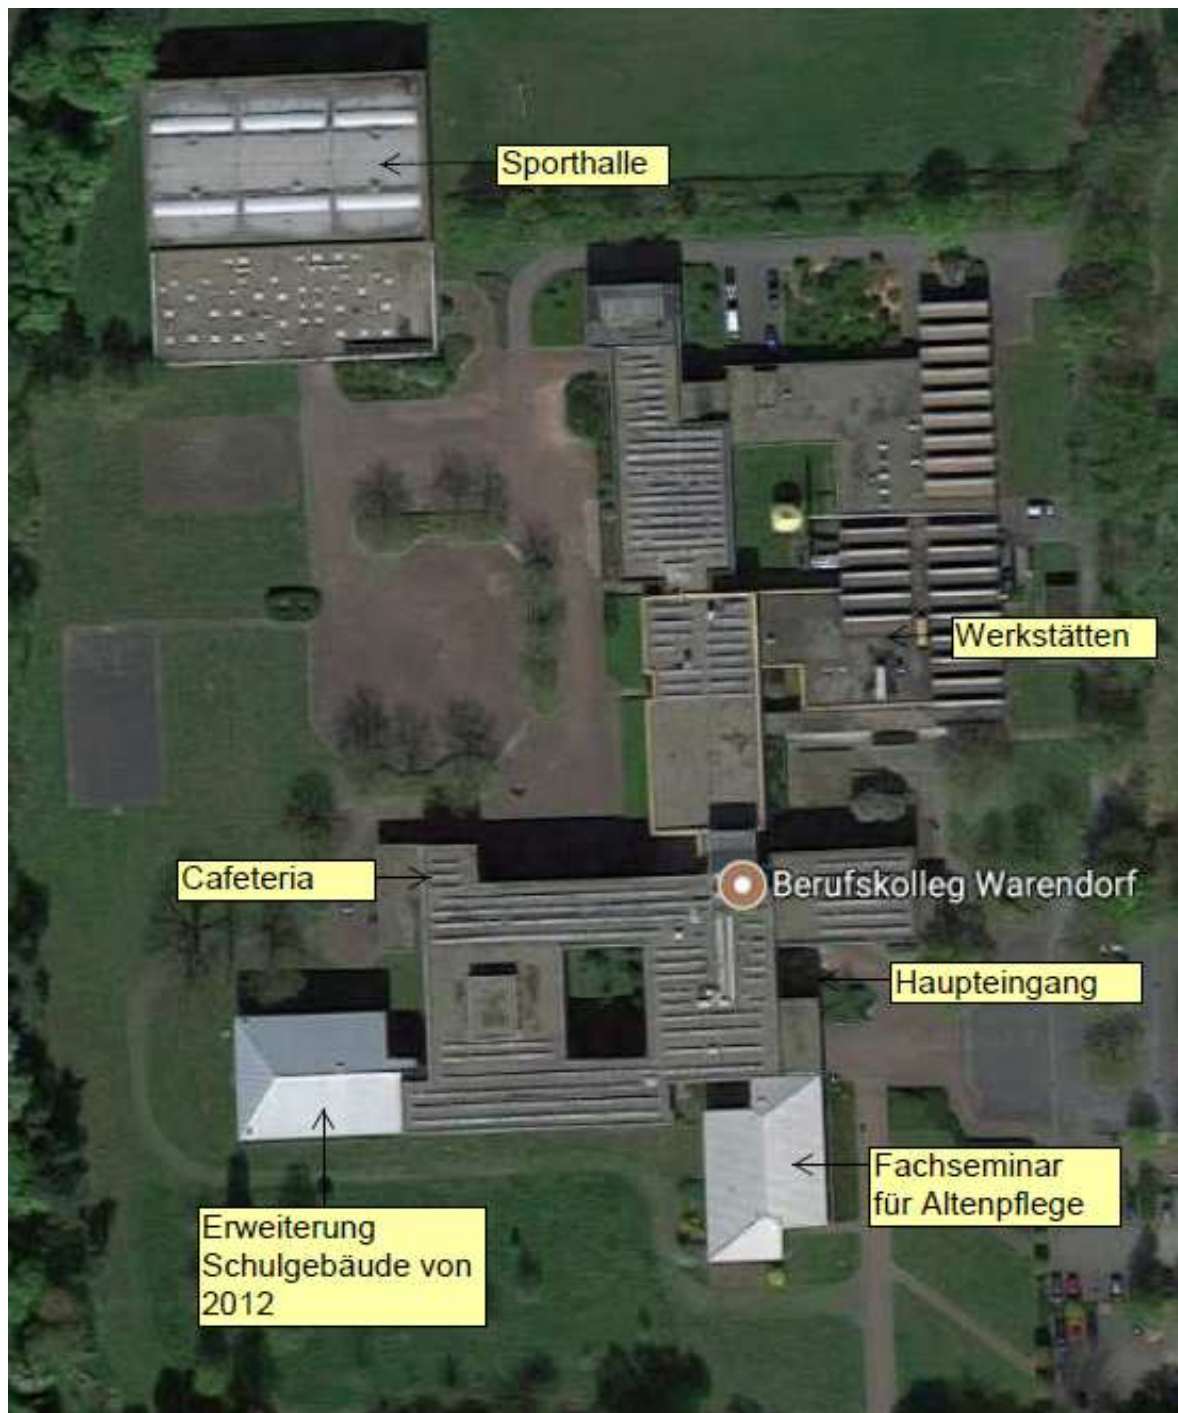 Sporthalle
Werkstätten
Cafeteria
Berufskolleg Warendorf
Haupteingang
Fachseminar
für Altenpflege
Erweiterung
Schulgebäude von
2012